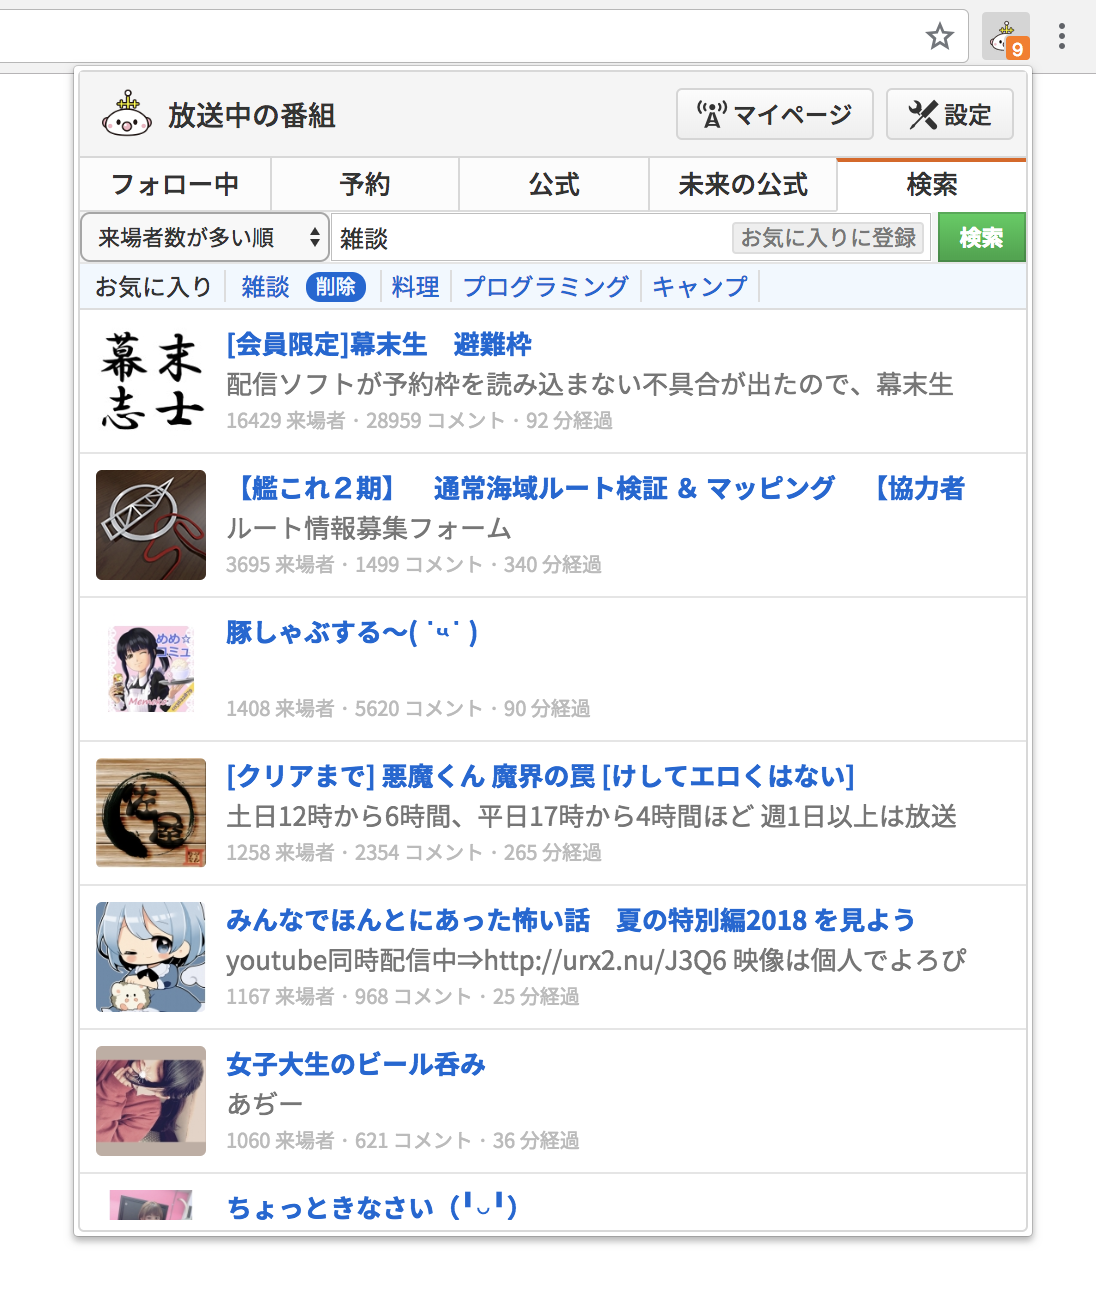 9
放送中の番組
マイページ
設定
フォロー中
予約
公式
未来の公式
検索
来場者数が多い順
雑談
お気に入りに登録
検索
お気に入り
雑談
削除
料理
プログラミング
キャンプ
幕末
志士
[会員限定]幕末生　避難枠
配信ソフトが予約枠を読み込まない不具合が出たので、幕末生
16429 来場者・28959 コメント・92 分経過
【艦これ２期】　通常海域ルート検証 ＆ マッピング　【協力者
ルート情報募集フォーム
3695 来場者・1499 コメント・340 分経過
めめ☆
コミュ
豚しゃぶする〜( ˙ᵕ˙ )
1408 来場者・5620 コメント・90 分経過
[クリアまで] 悪魔くん 魔界の罠 [けしてエロくはない]
土日12時から6時間、平日17時から4時間ほど 週1日以上は放送
1258 来場者・2354 コメント・265 分経過
みんなでほんとにあった怖い話　夏の特別編2018 を見よう
youtube同時配信中⇒http://urx2.nu/J3Q6 映像は個人でよろぴ
1167 来場者・968 コメント・25 分経過
女子大生のビール呑み
あぢー
1060 来場者・621 コメント・36 分経過
ちょっときなさい（╹◡╹）